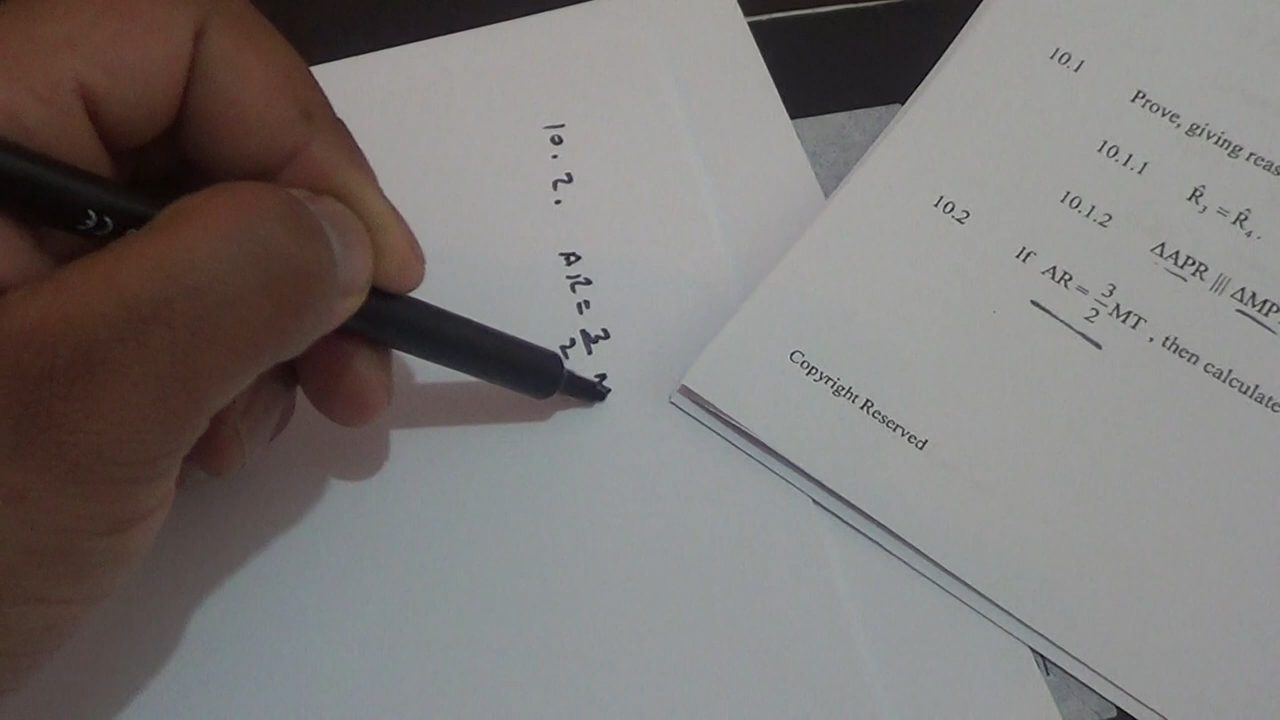 10.2. AR = 3/2 M
10.1
Prove, giving reas
10.1.1 R̂₃ = R̂₄.
10.1.2 ΔAPR ||| ΔMP
10.2 If AR = 3/2 MT, then calculate
Copyright Reserved
CE